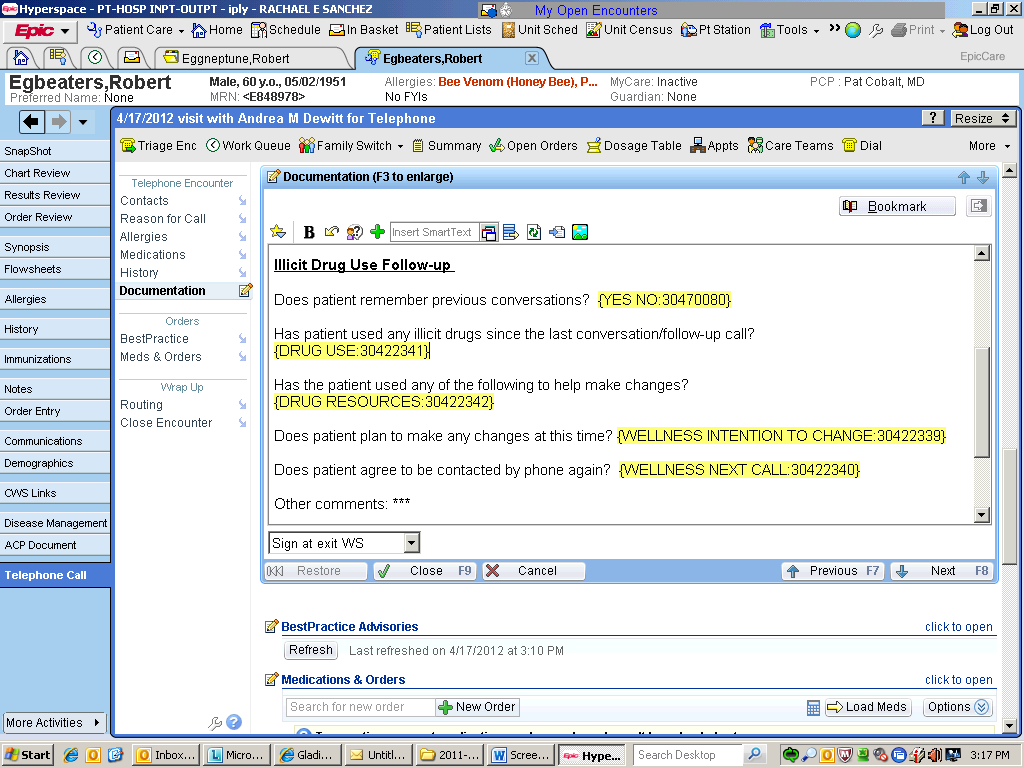 Hyperspace - PT-HOSP INPT-OUTPT - iply - RACHAEL E SANCHEZ
My Open Encounters
Epic Patient Care Home Schedule In Basket Patient Lists Unit Sched Unit Census Pt Station Tools Print Log Out
Eggneptune,Robert Egbeaters,Robert EpicCare
Egbeaters,Robert Male, 60 y.o., 05/02/1951 Allergies: Bee Venom (Honey Bee), P... MyCare: Inactive PCP : Pat Cobalt, MD
Preferred Name: None MRN: <E848978> No FYIs Guardian: None
4/17/2012 visit with Andrea M Dewitt for Telephone ? Resize
Triage Enc Work Queue Family Switch Summary Open Orders Dosage Table Appts Care Teams Dial More
SnapShot
Chart Review
Results Review
Order Review
Synopsis
Flowsheets
Allergies
History
Immunizations
Notes
Order Entry
Communications
Demographics
CWS Links
Disease Management
ACP Document
Telephone Call
More Activities
Telephone Encounter
Contacts
Reason for Call
Allergies
Medications
History
Documentation
Orders
BestPractice
Meds & Orders
Wrap Up
Routing
Close Encounter
Documentation (F3 to enlarge)
Bookmark
B Insert SmartText
Illicit Drug Use Follow-up
Does patient remember previous conversations? {YES NO:30470080}
Has patient used any illicit drugs since the last conversation/follow-up call?
{DRUG USE:30422341}
Has the patient used any of the following to help make changes?
{DRUG RESOURCES:30422342}
Does patient plan to make any changes at this time? {WELLNESS INTENTION TO CHANGE:30422339}
Does patient agree to be contacted by phone again? {WELLNESS NEXT CALL:30422340}
Other comments: ***
Sign at exit WS
Restore Close F9 Cancel Previous F7 Next F8
BestPractice Advisories click to open
Refresh Last refreshed on 4/17/2012 at 3:10 PM
Medications & Orders click to open
Search for new order New Order Load Meds Options
Start Inbox... Micro... Gladi... Untitl... 2011-... Scree... Hype... Search Desktop 3:17 PM